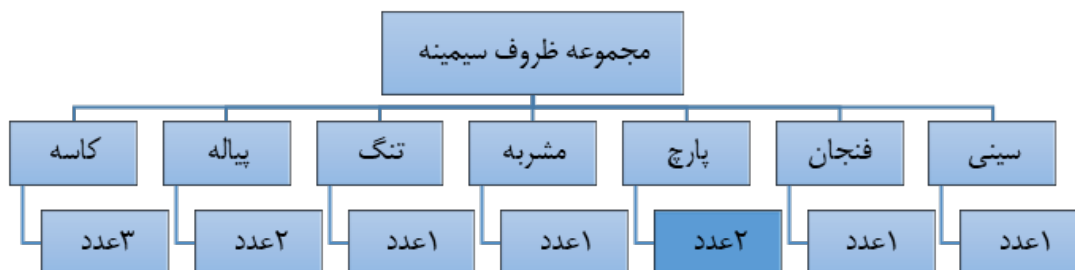 مجموعه ظروف سیمینه
سینی
فنجان
پارچ
مشربه
تنگ
پیاله
کاسه
۱عدد
۱عدد
۲عدد
۱عدد
۱عدد
۲عدد
۳عدد